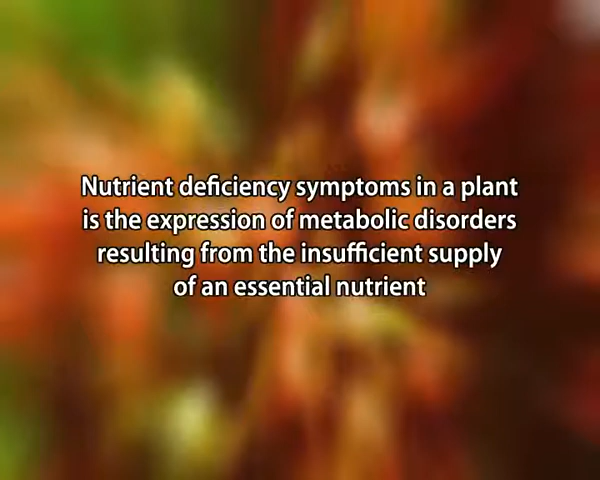 Nutrient deficiency symptoms in a plant
is the expression of metabolic disorders
resulting from the insufficient supply
of an essential nutrient